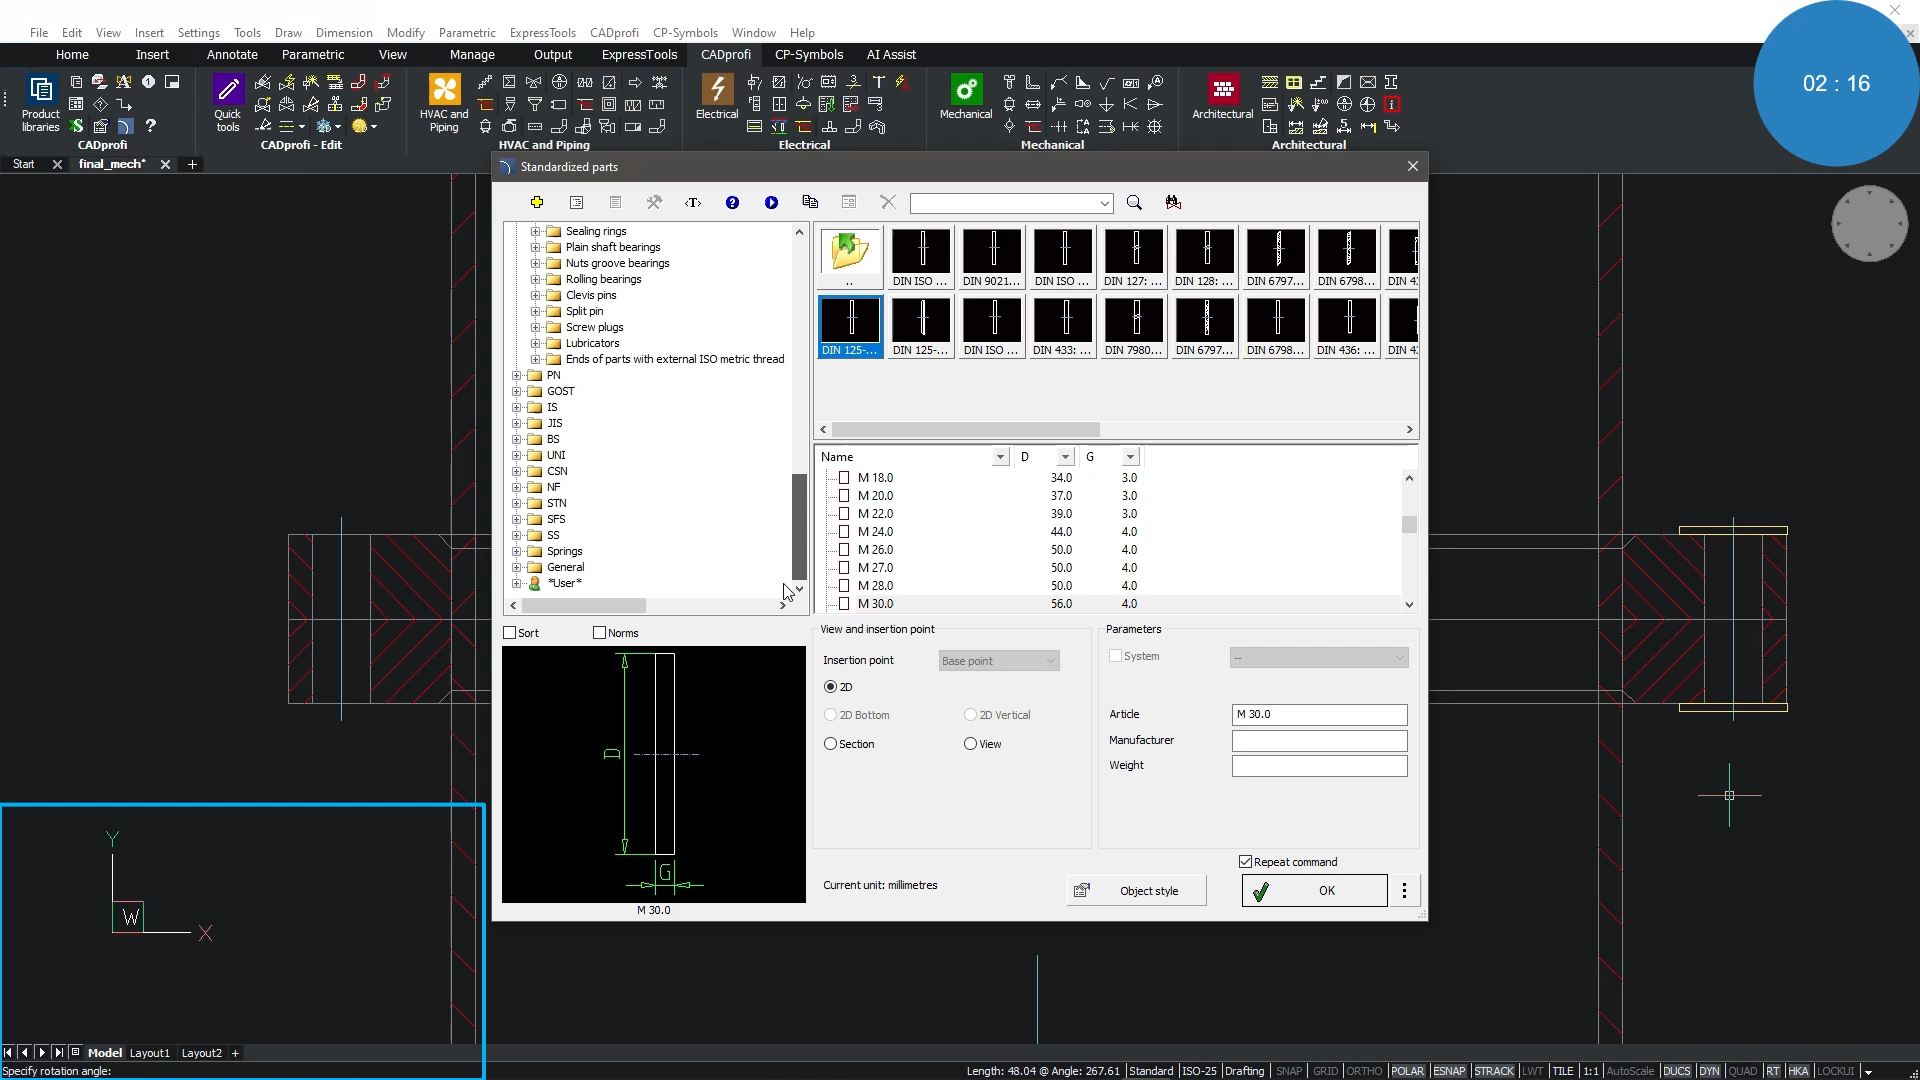 File Edit View Insert Settings Tools Draw Dimension Modify Parametric ExpressTools CADprofi CP-Symbols Window Help
Home Insert Annotate Parametric View Manage Output ExpressTools CADprofi CP-Symbols AI Assist
02 : 16
Product libraries
Quick tools
HVAC and Piping
Electrical
Mechanical
Architectural
CADprofi
CADprofi - Edit
HVAC and Piping
Electrical
Mechanical
Architectural
Start
final_mech*
Standardized parts
Sealing rings
Plain shaft bearings
Nuts groove bearings
Rolling bearings
Clevis pins
Split pin
Screw plugs
Lubricators
Ends of parts with external ISO metric thread
PN
GOST
IS
JIS
BS
UNI
CSN
NF
STN
SFS
SS
Springs
General
*User*
.. DIN ISO ... DIN 9021... DIN ISO ... DIN 127: ... DIN 128: ... DIN 6797... DIN 6798...
DIN 125-... DIN 125-... DIN ISO ... DIN 433: ... DIN 7980... DIN 6797... DIN 6798... DIN 436: ...
Name D G
M 18.0 34.0 3.0
M 20.0 37.0 3.0
M 22.0 39.0 3.0
M 24.0 44.0 4.0
M 26.0 50.0 4.0
M 27.0 50.0 4.0
M 28.0 50.0 4.0
M 30.0 56.0 4.0
Sort Norms
D
G
M 30.0
View and insertion point
Insertion point Base point
2D
2D Bottom 2D Vertical
Section View
Parameters
System --
Article M 30.0
Manufacturer
Weight
Repeat command
Current unit: millimetres
Object style
OK
Y
W
X
Model Layout1 Layout2 +
Specify rotation angle:
Length: 48.04 @ Angle: 267.61 Standard ISO-25 Drafting SNAP GRID ORTHO POLAR ESNAP STRACK LWT TILE 1:1 AutoScale DUCS DYN QUAD RT HKA LOCKUI